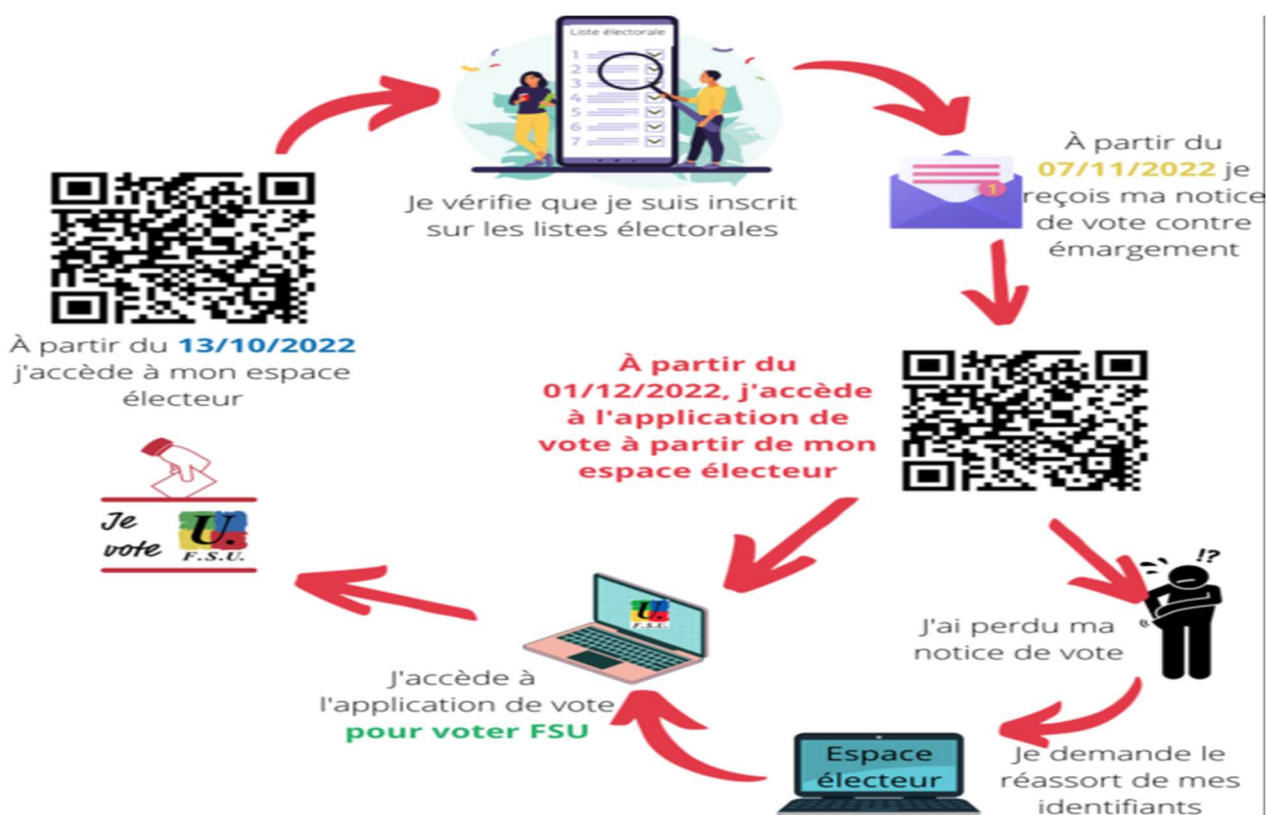 Liste électorale
1
2
3
4
5
6
7
Je vérifie que je suis inscrit
sur les listes électorales
À partir du
07/11/2022 je
reçois ma notice
de vote contre
émargement
1
À partir du 13/10/2022
j'accède à mon espace
électeur
À partir du
01/12/2022, j'accède
à l'application de
vote à partir de mon
espace électeur
!?
J'ai perdu ma
notice de vote
Je demande le
réassort de mes
identifiants
Espace
électeur
U.
F.S.U.
J'accède à
l'application de vote
pour voter FSU
Je
vote
U.
F.S.U.